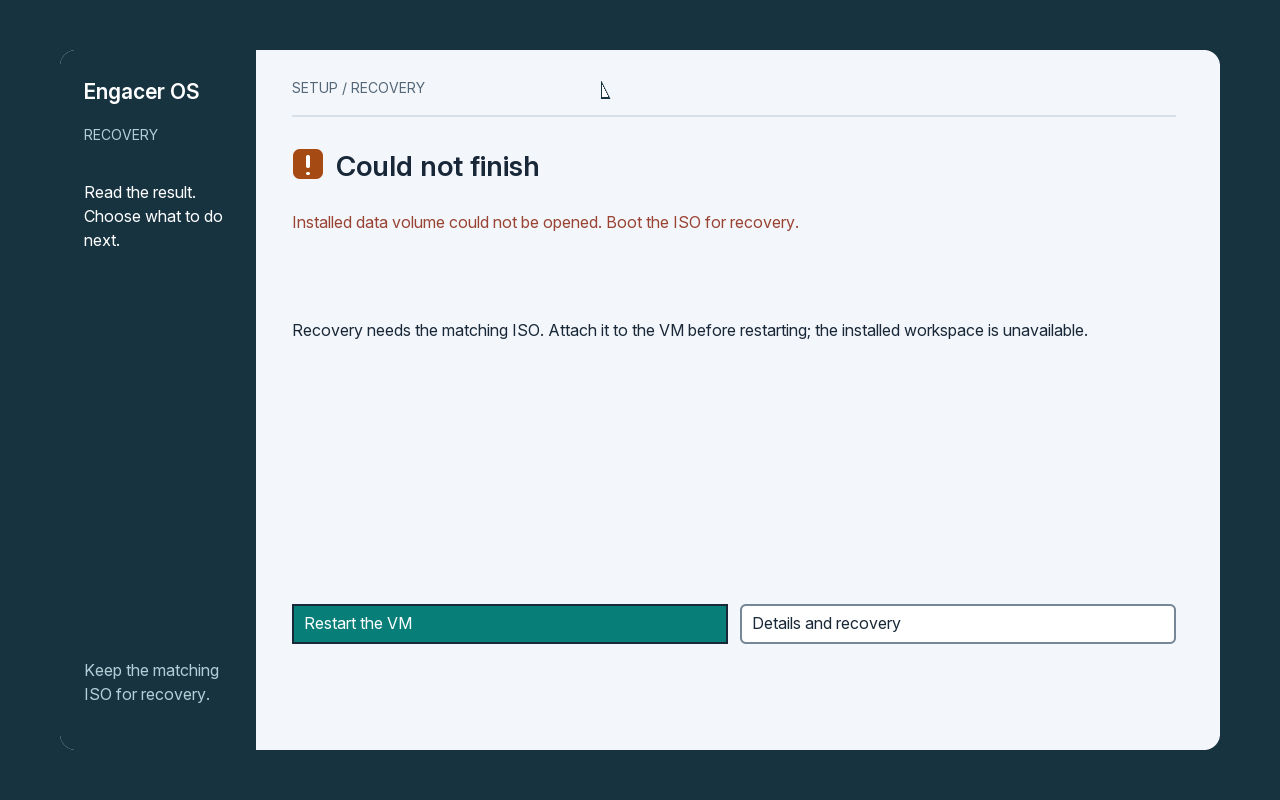 Engacer OS
RECOVERY
Read the result.
Choose what to do
next.
Keep the matching
ISO for recovery.
SETUP / RECOVERY
Could not finish
Installed data volume could not be opened. Boot the ISO for recovery.
Recovery needs the matching ISO. Attach it to the VM before restarting; the installed workspace is unavailable.
Restart the VM
Details and recovery